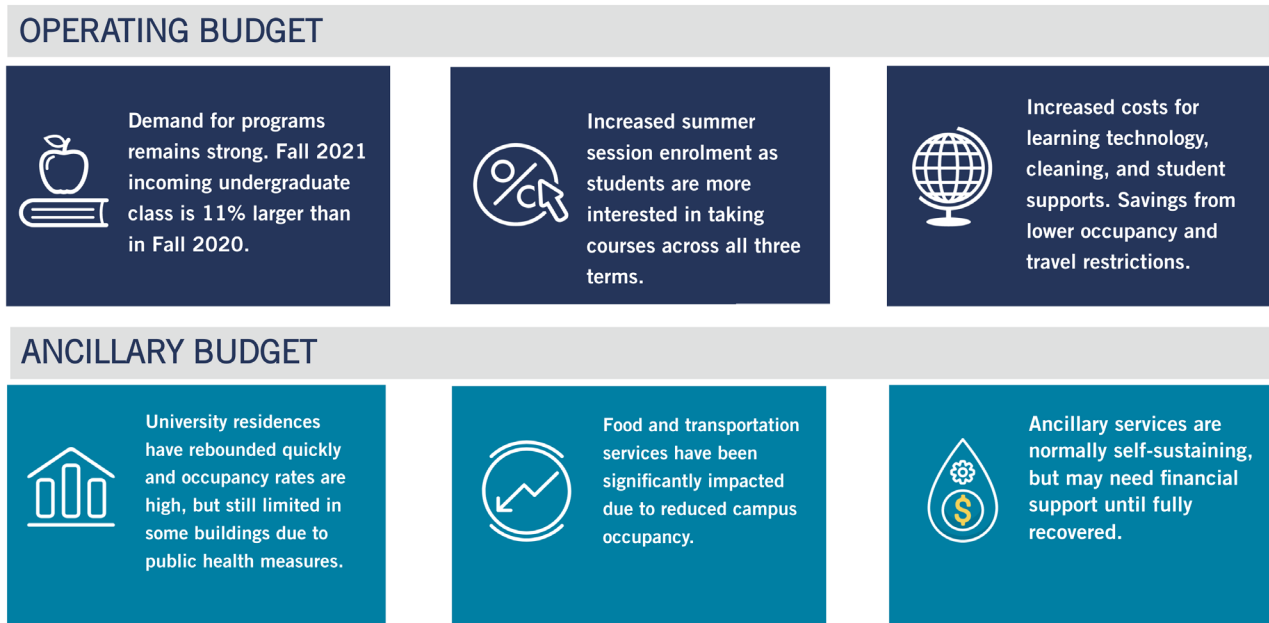 OPERATING BUDGET
Demand for programs
remains strong. Fall 2021
incoming undergraduate
class is 11% larger than
in Fall 2020.
Increased summer
session enrolment as
students are more
interested in taking
courses across all three
terms.
Increased costs for
learning technology,
cleaning, and student
supports. Savings from
lower occupancy and
travel restrictions.
ANCILLARY BUDGET
University residences
have rebounded quickly
and occupancy rates are
high, but still limited in
some buildings due to
public health measures.
Food and transportation
services have been
significantly impacted
due to reduced campus
occupancy.
$
Ancillary services are
normally self-sustaining,
but may need financial
support until fully
recovered.